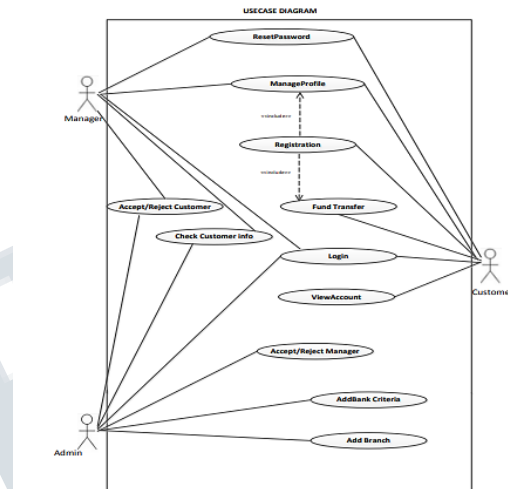 USECASE DIAGRAM
ResetPassword
ManageProfile
Manager
<<include>>
Registration
<<include>>
Accept/Reject Customer
Fund Transfer
Check Customer info
Login
Custome
ViewAccount
Accept/Reject Manager
AddBank Criteria
Add Branch
Admin